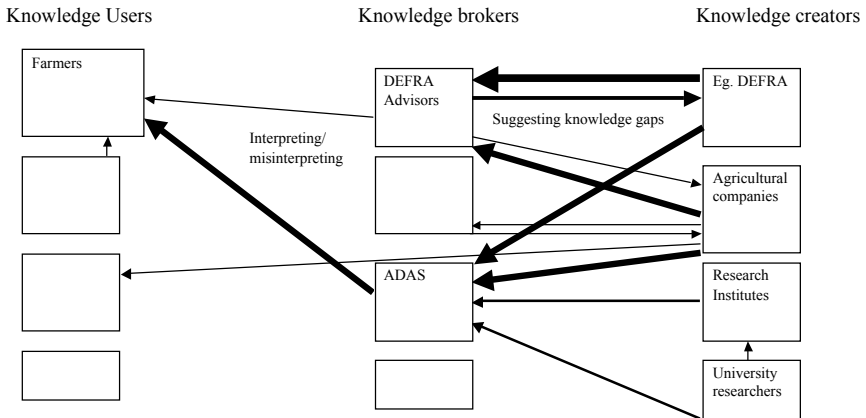 Knowledge Users
Knowledge brokers
Knowledge creators
Farmers
DEFRA
Advisors
Eg. DEFRA
Suggesting knowledge gaps
Interpreting/
misinterpreting
Agricultural
companies
ADAS
Research
Institutes
University
researchers